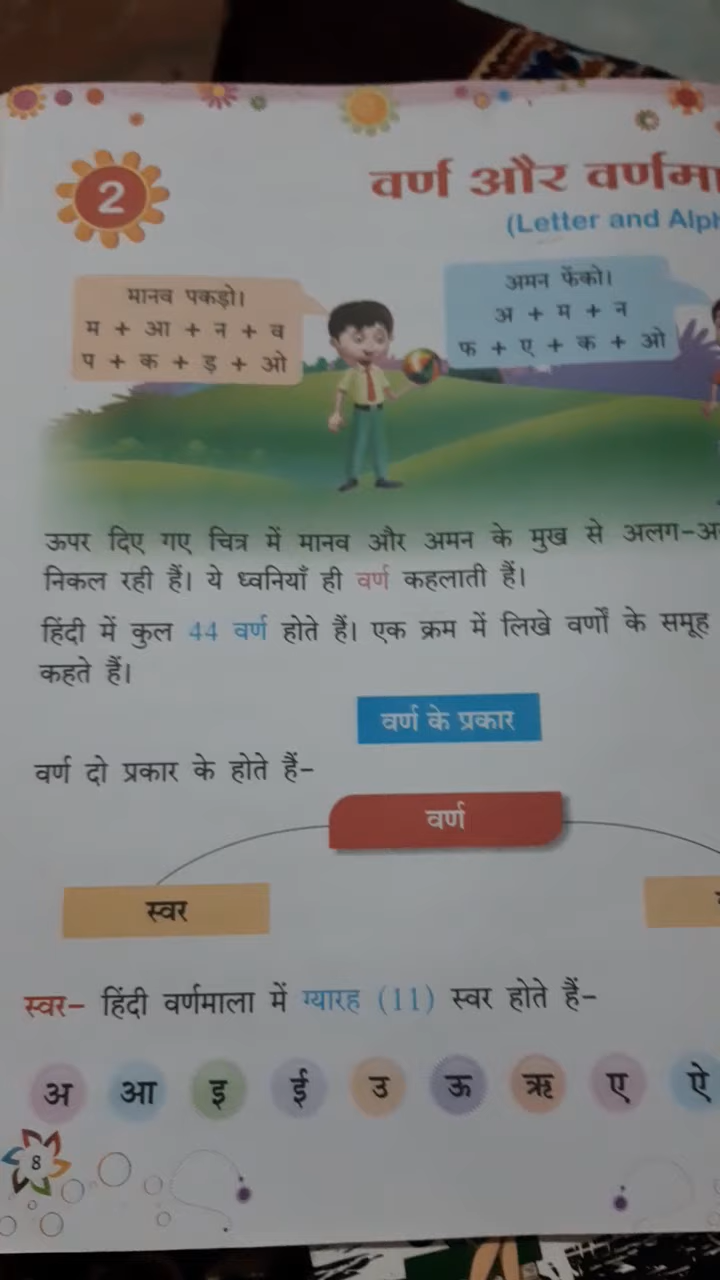 2
वर्ण और वर्णमा
(Letter and Alph
मानव पकड़ो।
म + आ + न + व
प + क + ड़ + ओ
अमन फेंको।
अ + म + न
फ + ए + क + ओ
ऊपर दिए गए चित्र में मानव और अमन के मुख से अलग-अ
निकल रही हैं। ये ध्वनियाँ ही वर्ण कहलाती हैं।
हिंदी में कुल 44 वर्ण होते हैं। एक क्रम में लिखे वर्णों के समूह
कहते हैं।
वर्ण के प्रकार
वर्ण दो प्रकार के होते हैं-
वर्ण
स्वर
स्वर- हिंदी वर्णमाला में ग्यारह (11) स्वर होते हैं-
अ आ इ ई उ ऊ ऋ ए ऐ
8